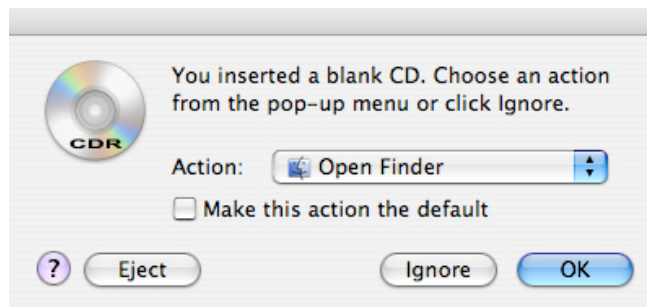 You inserted a blank CD. Choose an action
from the pop-up menu or click Ignore.
CDR
Action: Open Finder
Make this action the default
? Eject Ignore OK